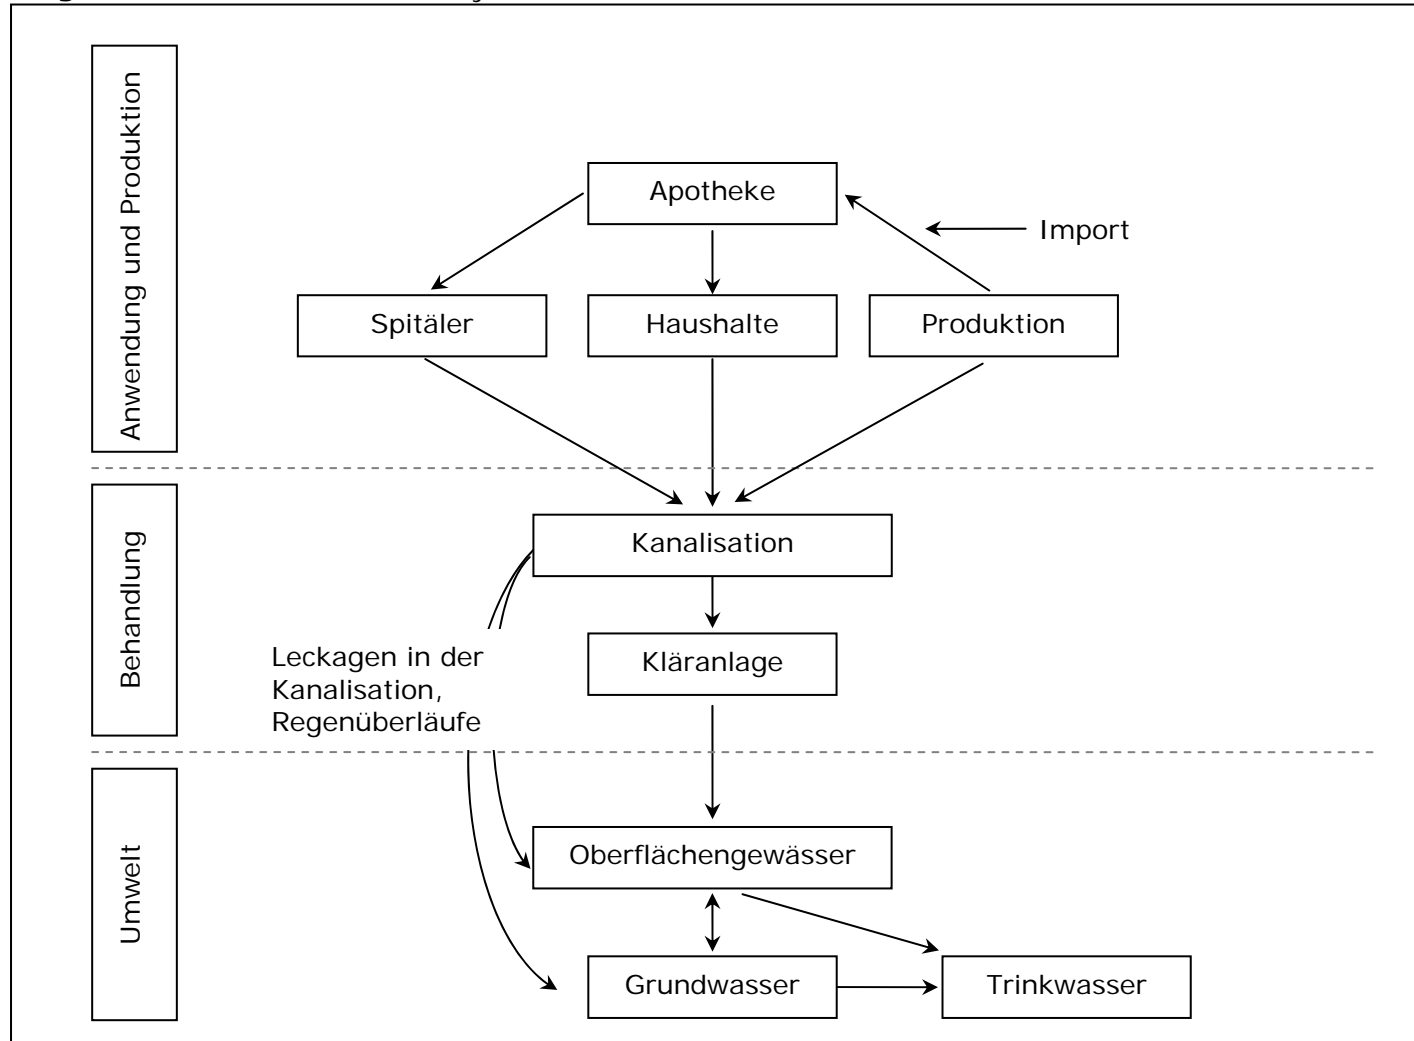 Anwendung und Produktion
Apotheke
Import
Spitäler
Haushalte
Produktion
Behandlung
Kanalisation
Kläranlage
Leckagen in der
Kanalisation,
Regenüberläufe
Umwelt
Oberflächengewässer
Grundwasser
Trinkwasser